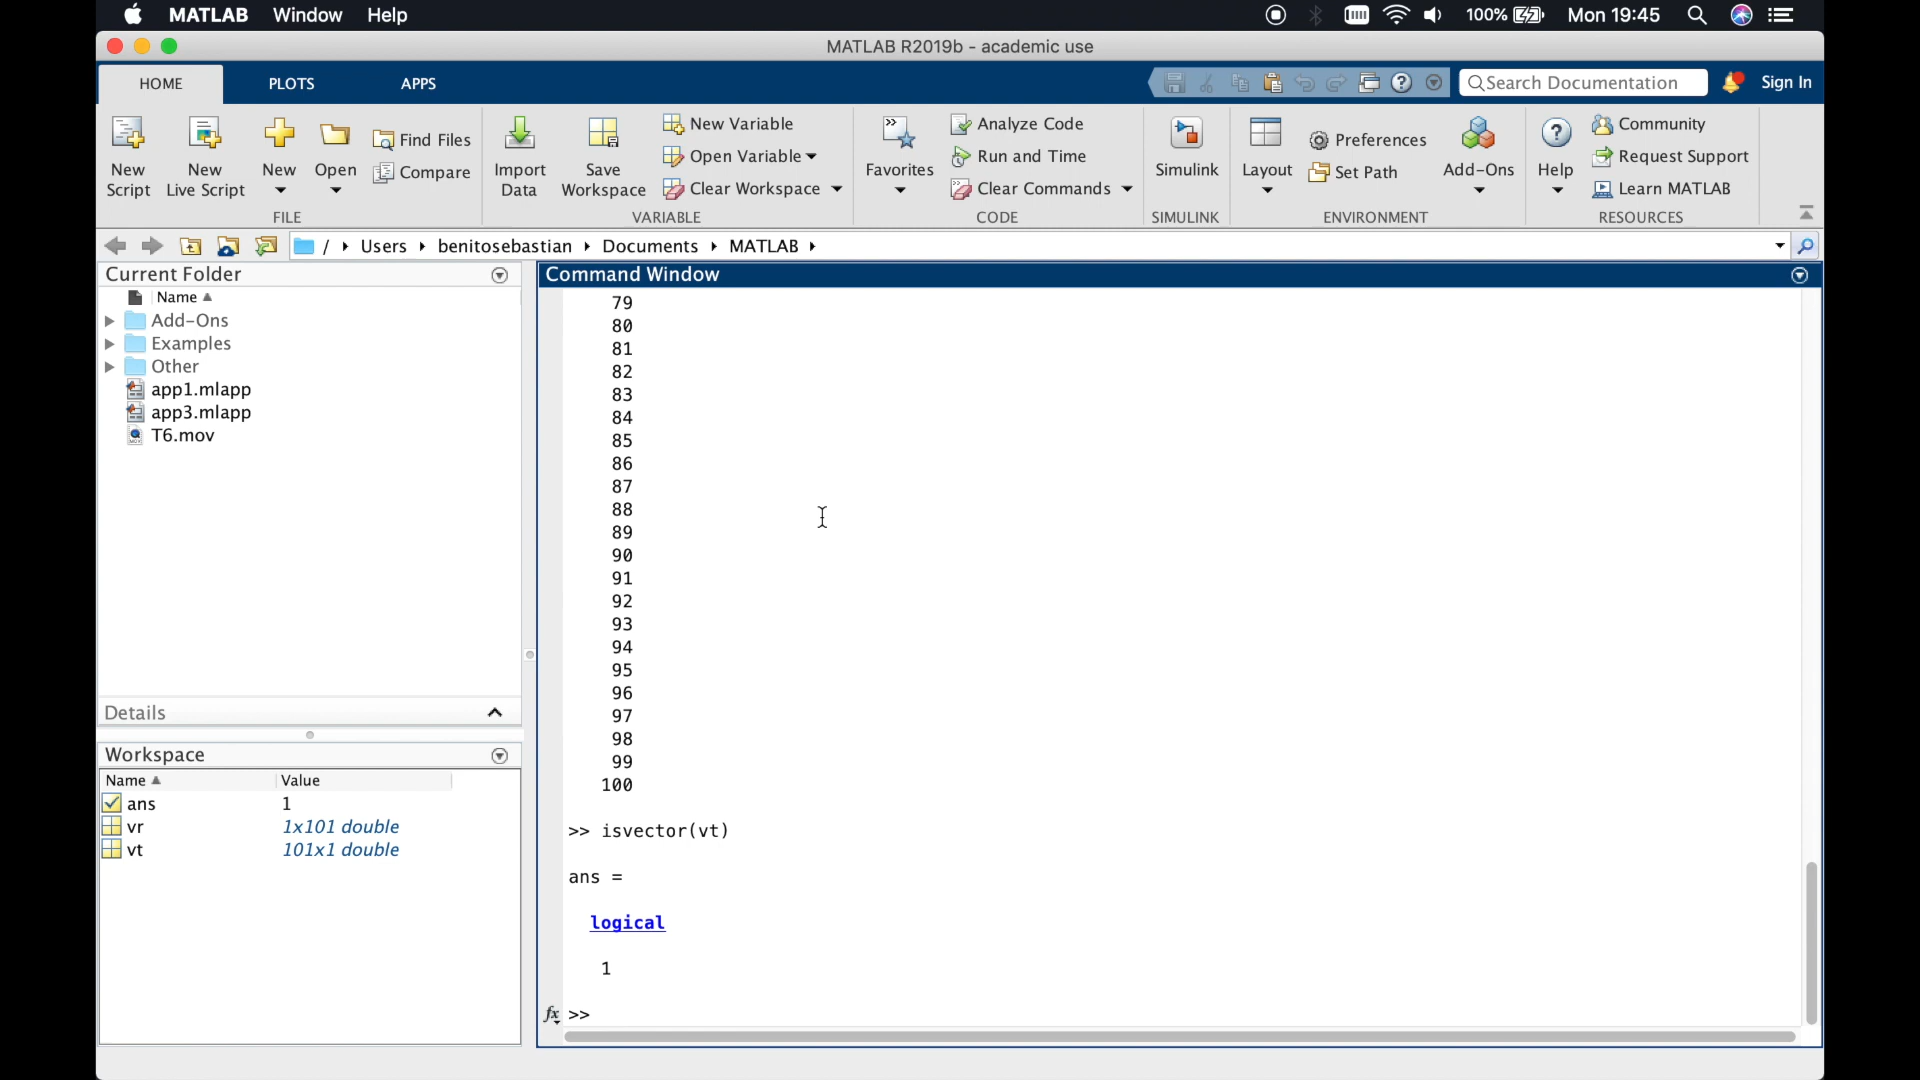 MATLAB Window Help 100% Mon 19:45
MATLAB R2019b - academic use
HOME PLOTS APPS Search Documentation Sign In
New Script
New Live Script
New
Open
Find Files
Compare
FILE
Import Data
Save Workspace
New Variable
Open Variable
Clear Workspace
VARIABLE
Favorites
Analyze Code
Run and Time
Clear Commands
CODE
Simulink
SIMULINK
Layout
Preferences
Set Path
Add-Ons
ENVIRONMENT
Help
Community
Request Support
Learn MATLAB
RESOURCES
/ Users benitosebastian Documents MATLAB
Current Folder
Name
Add-Ons
Examples
Other
app1.mlapp
app3.mlapp
T6.mov
Details
Workspace
Name Value
ans 1
vr 1x101 double
vt 101x1 double
Command Window
79
80
81
82
83
84
85
86
87
88
89
90
91
92
93
94
95
96
97
98
99
100
>> isvector(vt)
ans =
logical
1
fx >>